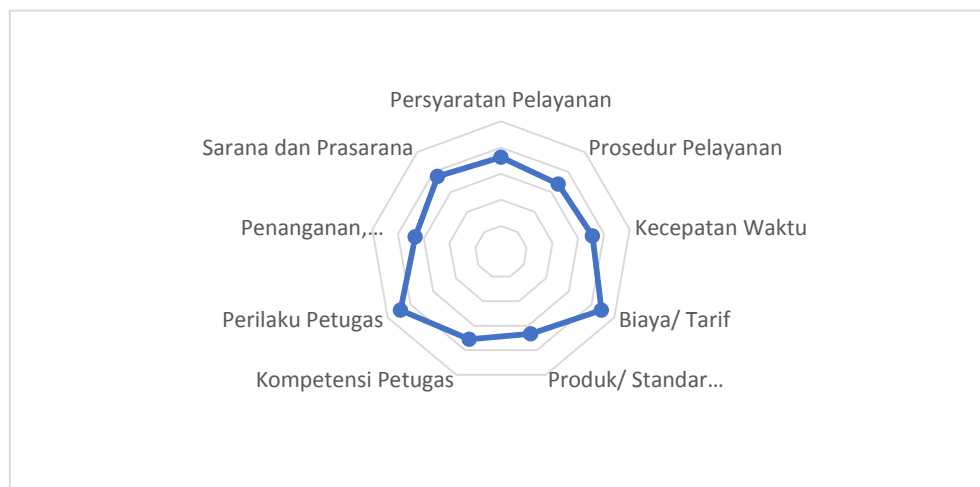 Persyaratan Pelayanan
Prosedur Pelayanan
Kecepatan Waktu
Biaya/ Tarif
Produk/ Standar...
Kompetensi Petugas
Perilaku Petugas
Penanganan,...
Sarana dan Prasarana